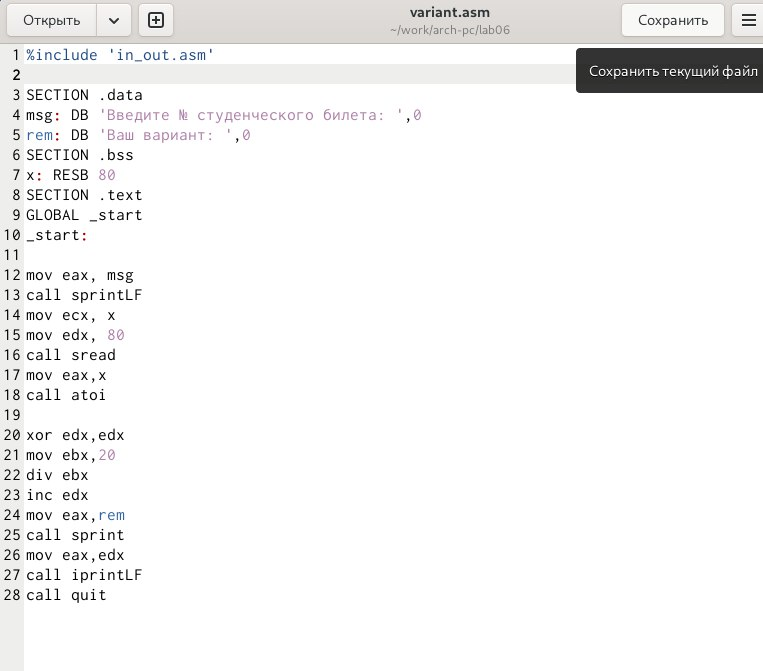 Открыть
variant.asm
~/work/arch-pc/lab06
Сохранить
Сохранить текущий файл
1 %include 'in_out.asm'
2
3 SECTION .data
4 msg: DB 'Введите № студенческого билета: ',0
5 rem: DB 'Ваш вариант: ',0
6 SECTION .bss
7 x: RESB 80
8 SECTION .text
9 GLOBAL _start
10 _start:
11
12 mov eax, msg
13 call sprintLF
14 mov ecx, x
15 mov edx, 80
16 call sread
17 mov eax,x
18 call atoi
19
20 xor edx,edx
21 mov ebx,20
22 div ebx
23 inc edx
24 mov eax,rem
25 call sprint
26 mov eax,edx
27 call iprintLF
28 call quit